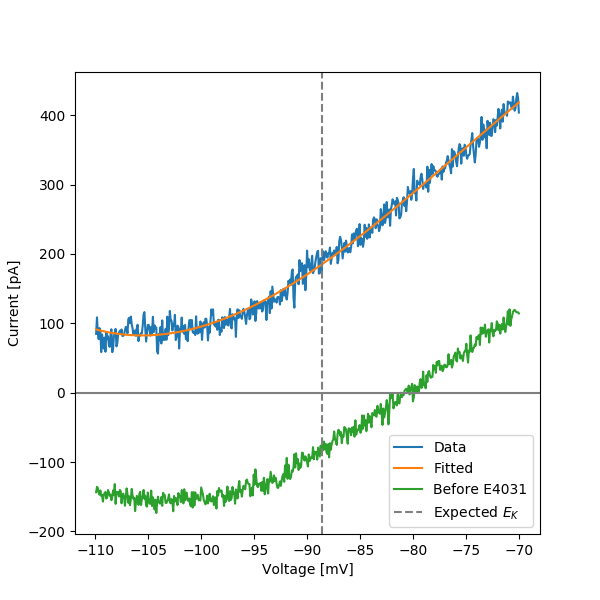 400
300
200
100
0
−100
−200
Current [pA]
−110 −105 −100 −95 −90 −85 −80 −75 −70
Voltage [mV]
Data
Fitted
Before E4031
Expected E_K